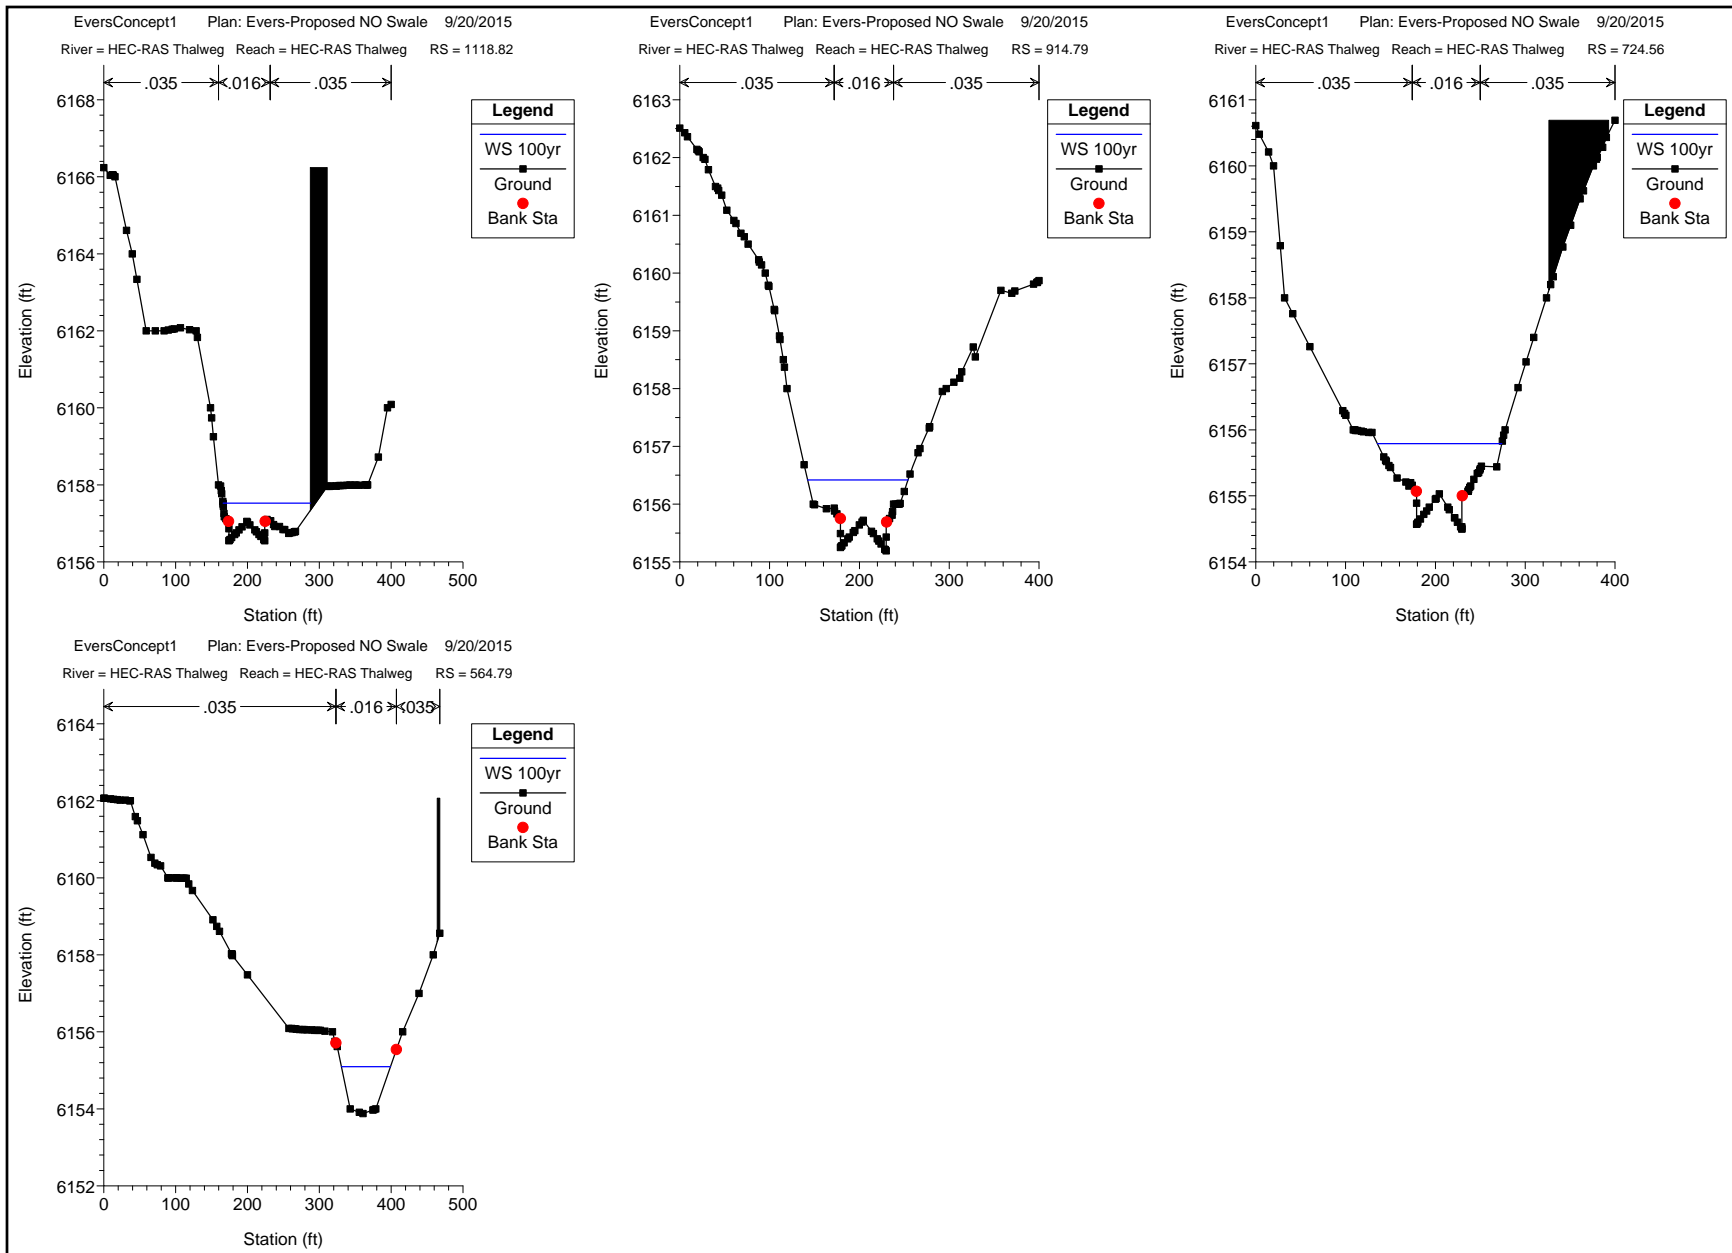 EversConcept1 Plan: Evers-Proposed NO Swale 9/20/2015
River = HEC-RAS Thalweg Reach = HEC-RAS Thalweg RS = 1118.82
.035 .016 .035
6168
6166
6164
6162
6160
6158
6156
Elevation (ft)
0 100 200 300 400 500
Station (ft)
Legend
WS 100yr
Ground
Bank Sta
EversConcept1 Plan: Evers-Proposed NO Swale 9/20/2015
River = HEC-RAS Thalweg Reach = HEC-RAS Thalweg RS = 914.79
.035 .016 .035
6163
6162
6161
6160
6159
6158
6157
6156
6155
Elevation (ft)
0 100 200 300 400
Station (ft)
Legend
WS 100yr
Ground
Bank Sta
EversConcept1 Plan: Evers-Proposed NO Swale 9/20/2015
River = HEC-RAS Thalweg Reach = HEC-RAS Thalweg RS = 724.56
.035 .016 .035
6161
6160
6159
6158
6157
6156
6155
6154
Elevation (ft)
0 100 200 300 400
Station (ft)
Legend
WS 100yr
Ground
Bank Sta
EversConcept1 Plan: Evers-Proposed NO Swale 9/20/2015
River = HEC-RAS Thalweg Reach = HEC-RAS Thalweg RS = 564.79
.035 .016 .035
6164
6162
6160
6158
6156
6154
6152
Elevation (ft)
0 100 200 300 400 500
Station (ft)
Legend
WS 100yr
Ground
Bank Sta